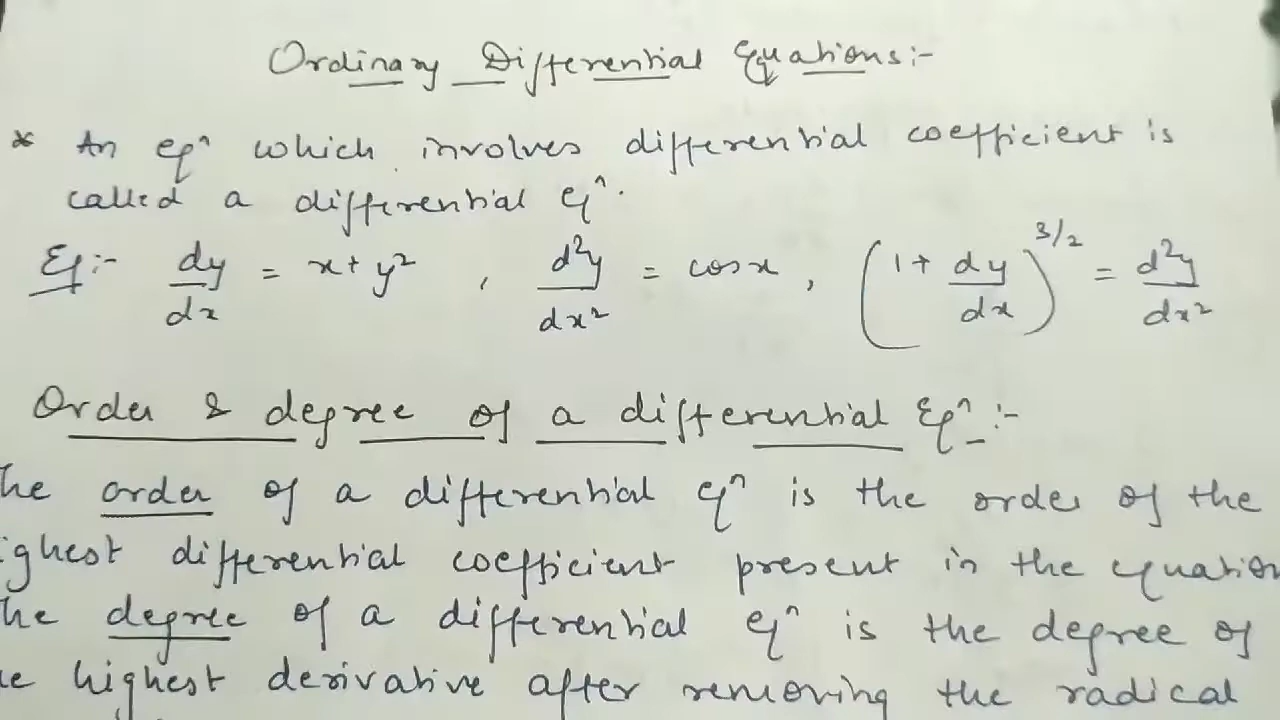 Ordinary Differential Equations:-
* An eqⁿ which involves differential coefficient is
called a differential eqⁿ.
Eg:- dy/dx = x + y² , d²y/dx² = cosx , (1 + dy/dx)^3/2 = d²y/dx²
Order & degree of a differential Eqⁿ:-
he order of a differential eqⁿ is the order of the
ighest differential coefficient present in the equation
he degree of a differential eqⁿ is the degree of
e highest derivative after removing the radical